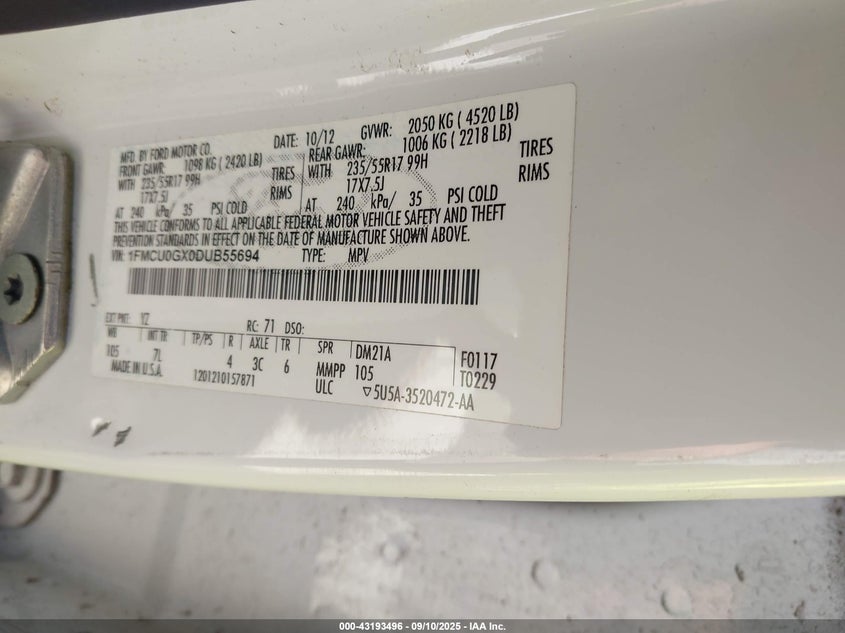 MFD. BY FORD MOTOR CO. DATE: 10/12 GVWR: 2050 KG ( 4520 LB)
FRONT GAWR: 1098 KG ( 2420 LB) REAR GAWR: 1006 KG ( 2218 LB)
WITH 235/55R17 99H TIRES WITH 235/55R17 99H TIRES
17X7.5J RIMS 17X7.5J RIMS
AT 240 kPa/ 35 PSI COLD AT 240 kPa/ 35 PSI COLD
THIS VEHICLE CONFORMS TO ALL APPLICABLE FEDERAL MOTOR VEHICLE SAFETY AND THEFT
PREVENTION STANDARDS IN EFFECT ON THE DATE OF MANUFACTURE SHOWN ABOVE.
VIN: 1FMCU0GX0DUB55694 TYPE: MPV
EXT PNT: YZ RC: 71 DSO:
WB INT TR TP/PS R AXLE TR SPR DM21A F0117
105 7L 4 3C 6 MMPP 105 T0229
MADE IN U.S.A. 1201210157871 ULC ▽5U5A-3520472-AA
000-43193496 - 09/10/2025 - IAA Inc.